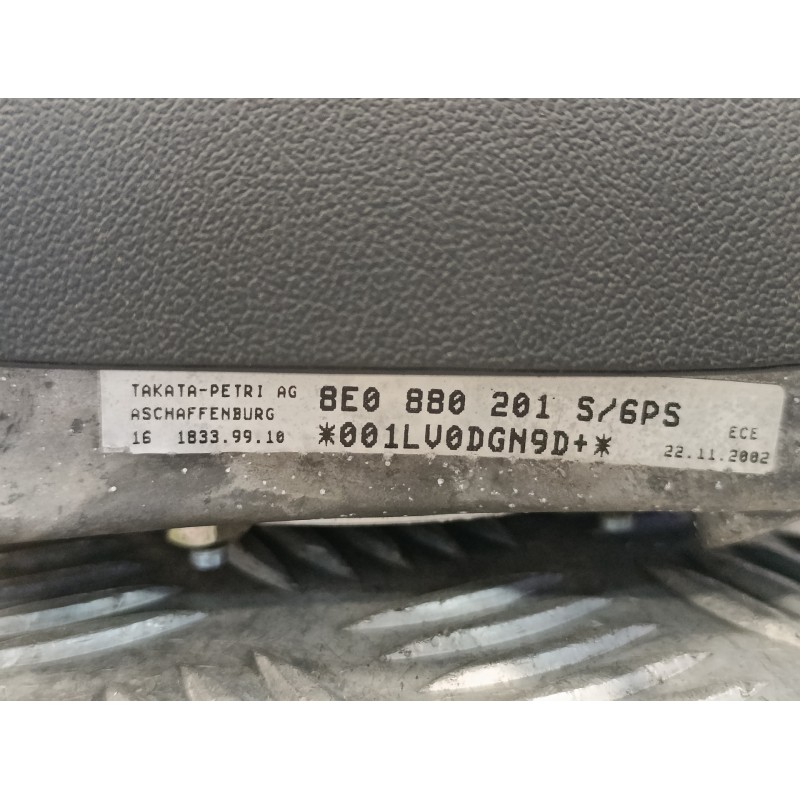 TAKATA-PETRI AG
ASCHAFFENBURG
16 1833.99.10
8E0 880 201 S/6PS
*001LV0DGN9D+*
ECE
22.11.2002